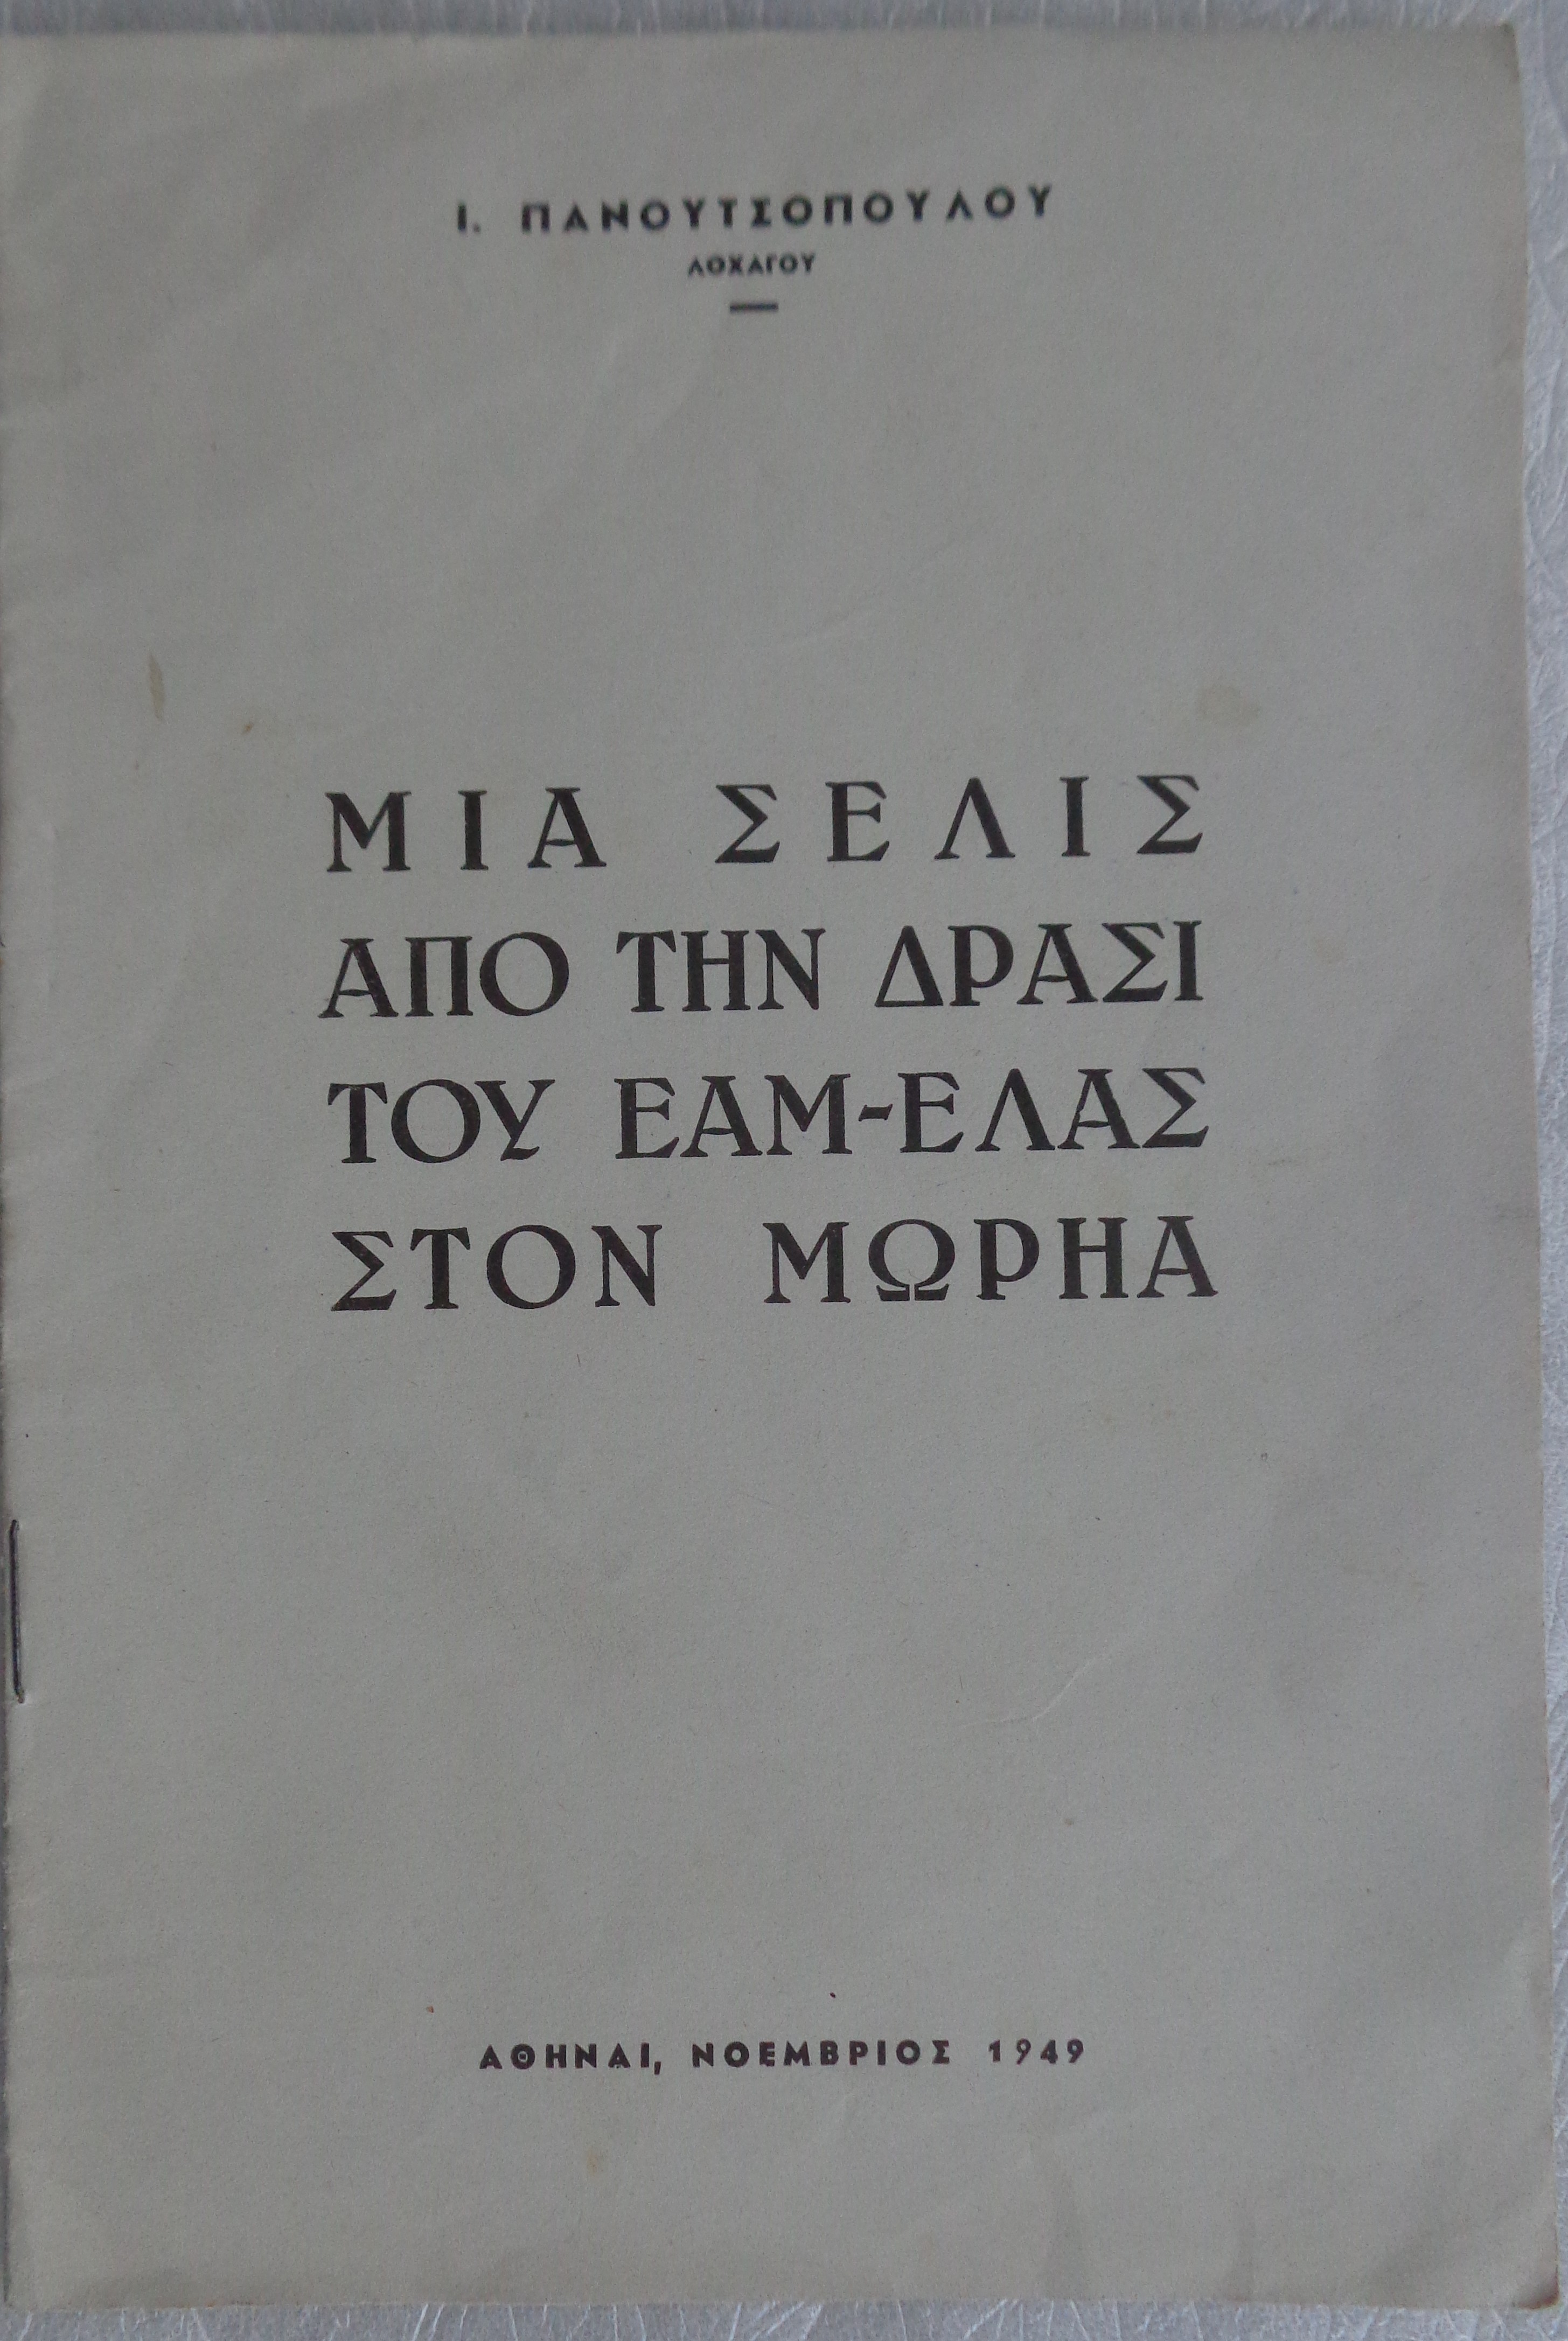 Ι. ΠΑΝΟΥΤΣΟΠΟΥΛΟΥ
ΛΟΧΑΓΟΥ
ΜΙΑ ΣΕΛΙΣ
ΑΠΟ ΤΗΝ ΔΡΑΣΙ
ΤΟΥ ΕΑΜ-ΕΛΑΣ
ΣΤΟΝ ΜΩΡΗΑ
ΑΘΗΝΑΙ, ΝΟΕΜΒΡΙΟΣ 1949